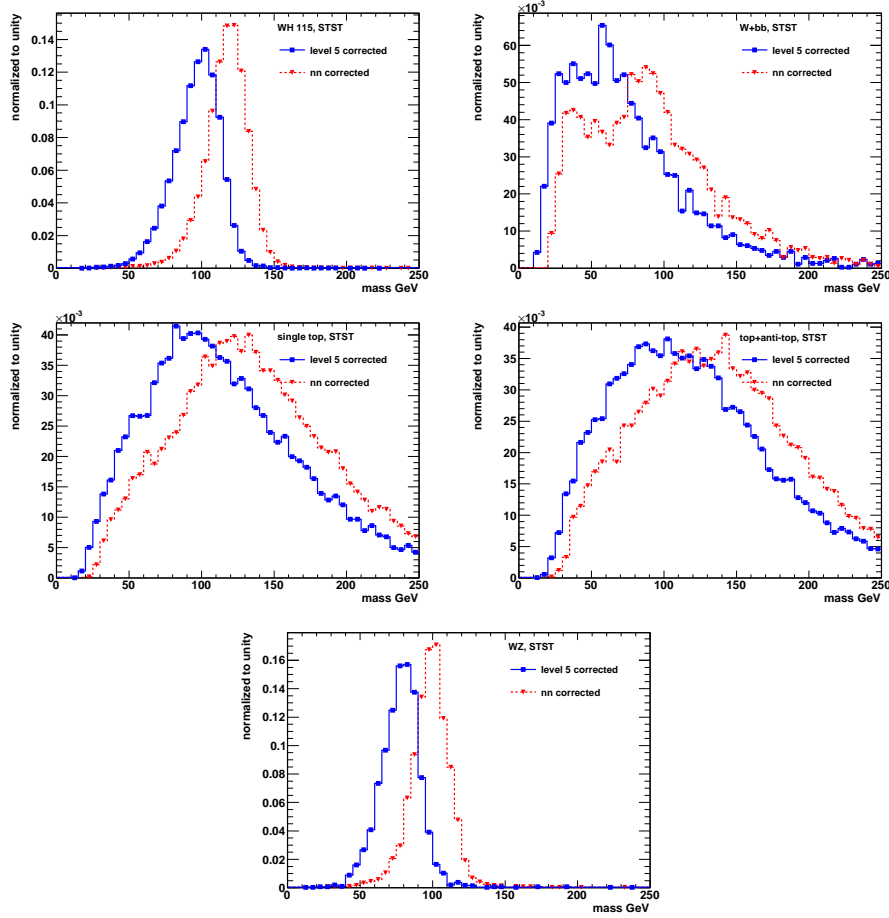 WH 115, STST
level 5 corrected
nn corrected
normalized to unity
0.14
0.12
0.1
0.08
0.06
0.04
0.02
0
0 50 100 150 200 250
mass GeV
×10⁻³
W+bb, STST
level 5 corrected
nn corrected
normalized to unity
60
50
40
30
20
10
0
0 50 100 150 200 250
mass GeV
×10⁻³
single top, STST
level 5 corrected
nn corrected
normalized to unity
40
35
30
25
20
15
10
5
0
0 50 100 150 200 250
mass GeV
×10⁻³
top+anti-top, STST
level 5 corrected
nn corrected
normalized to unity
40
35
30
25
20
15
10
5
0
0 50 100 150 200 250
mass GeV
WZ, STST
level 5 corrected
nn corrected
normalized to unity
0.16
0.14
0.12
0.1
0.08
0.06
0.04
0.02
0
0 50 100 150 200 250
mass GeV